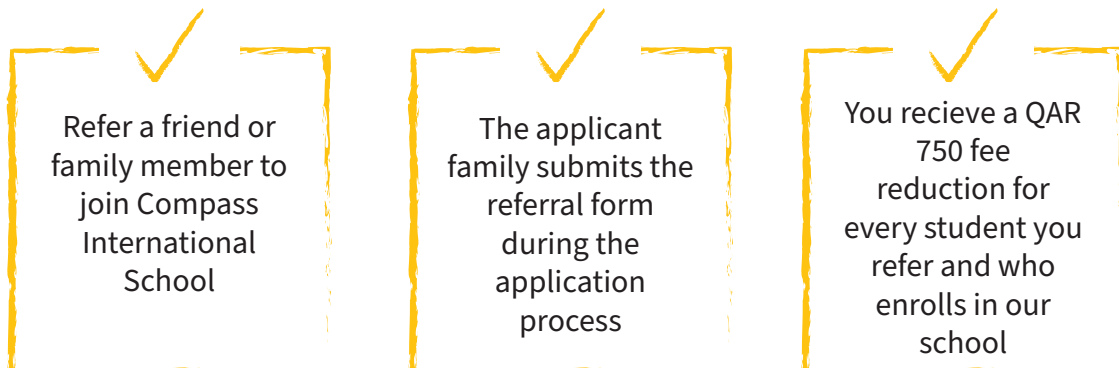 Refer a friend or
family member to
join Compass
International
School
The applicant
family submits the
referral form
during the
application
process
You recieve a QAR
750 fee
reduction for
every student you
refer and who
enrolls in our
school